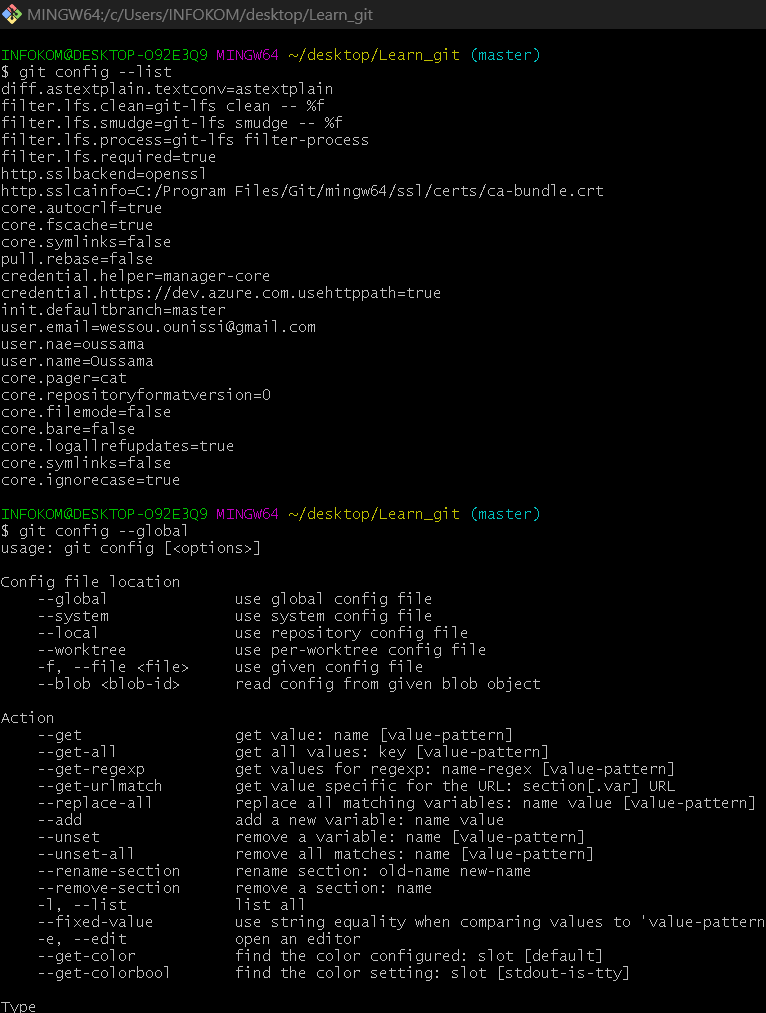 MINGW64:/c/Users/INFOKOM/desktop/Learn_git
INFOKOM@DESKTOP-O92E3Q9 MINGW64 ~/desktop/Learn_git (master)
$ git config --list
diff.astextplain.textconv=astextplain
filter.lfs.clean=git-lfs clean -- %f
filter.lfs.smudge=git-lfs smudge -- %f
filter.lfs.process=git-lfs filter-process
filter.lfs.required=true
http.sslbackend=openssl
http.sslcainfo=C:/Program Files/Git/mingw64/ssl/certs/ca-bundle.crt
core.autocrlf=true
core.fscache=true
core.symlinks=false
pull.rebase=false
credential.helper=manager-core
credential.https://dev.azure.com.usehttppath=true
init.defaultbranch=master
user.email=wessou.ounissi@gmail.com
user.nae=oussama
user.name=Oussama
core.pager=cat
core.repositoryformatversion=0
core.filemode=false
core.bare=false
core.logallrefupdates=true
core.symlinks=false
core.ignorecase=true
INFOKOM@DESKTOP-O92E3Q9 MINGW64 ~/desktop/Learn_git (master)
$ git config --global
usage: git config [<options>]
Config file location
--global use global config file
--system use system config file
--local use repository config file
--worktree use per-worktree config file
-f, --file <file> use given config file
--blob <blob-id> read config from given blob object
Action
--get get value: name [value-pattern]
--get-all get all values: key [value-pattern]
--get-regexp get values for regexp: name-regex [value-pattern]
--get-urlmatch get value specific for the URL: section[.var] URL
--replace-all replace all matching variables: name value [value-pattern]
--add add a new variable: name value
--unset remove a variable: name [value-pattern]
--unset-all remove all matches: name [value-pattern]
--rename-section rename section: old-name new-name
--remove-section remove a section: name
-l, --list list all
--fixed-value use string equality when comparing values to 'value-pattern
-e, --edit open an editor
--get-color find the color configured: slot [default]
--get-colorbool find the color setting: slot [stdout-is-tty]
Type